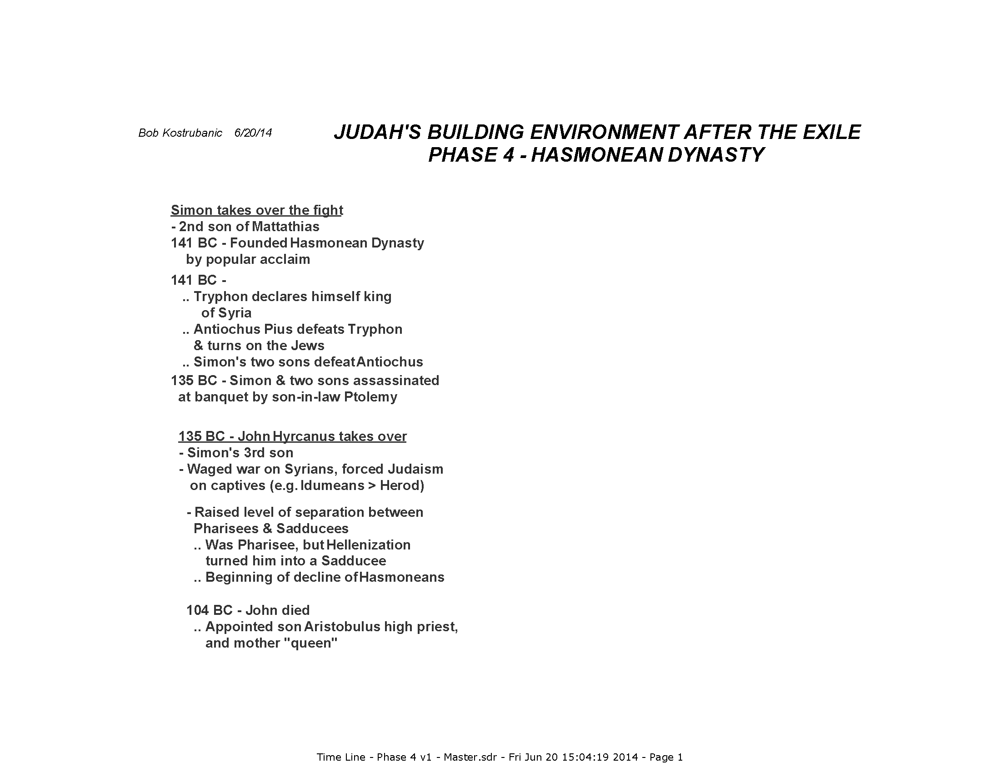 Bob Kostrubanic 6/20/14
JUDAH'S BUILDING ENVIRONMENT AFTER THE EXILE
PHASE 4 - HASMONEAN DYNASTY
Simon takes over the fight
- 2nd son of Mattathias
141 BC - Founded Hasmonean Dynasty
by popular acclaim
141 BC -
.. Tryphon declares himself king
of Syria
.. Antiochus Pius defeats Tryphon
& turns on the Jews
.. Simon's two sons defeat Antiochus
135 BC - Simon & two sons assassinated
at banquet by son-in-law Ptolemy
135 BC - John Hyrcanus takes over
- Simon's 3rd son
- Waged war on Syrians, forced Judaism
on captives (e.g. Idumeans > Herod)
- Raised level of separation between
Pharisees & Sadducees
.. Was Pharisee, but Hellenization
turned him into a Sadducee
.. Beginning of decline of Hasmoneans
104 BC - John died
.. Appointed son Aristobulus high priest,
and mother "queen"
Time Line - Phase 4 v1 - Master.sdr - Fri Jun 20 15:04:19 2014 - Page 1